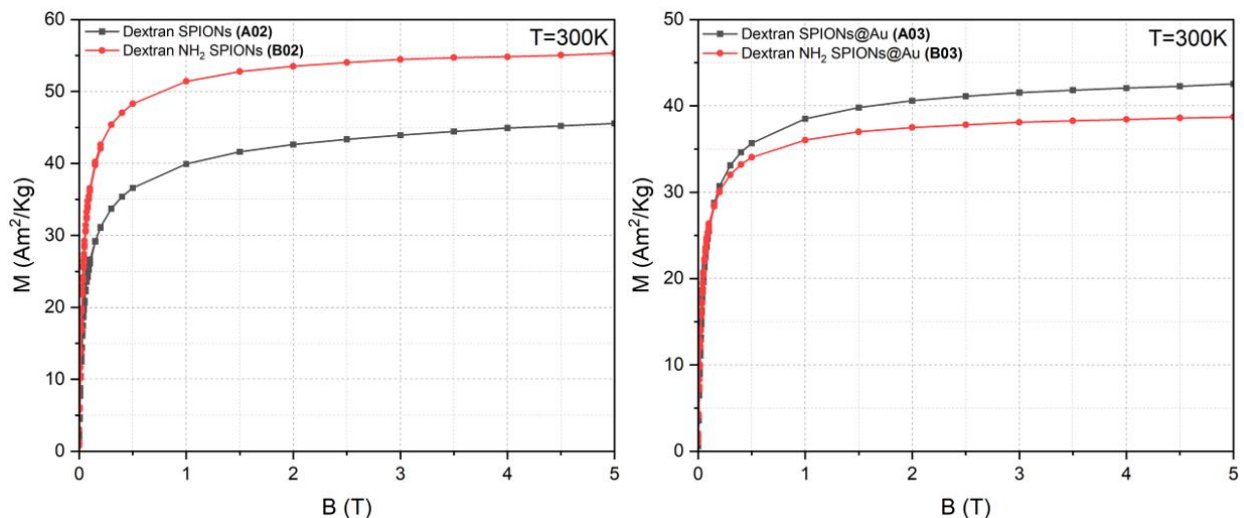 Dextran SPIONs (A02)
Dextran NH₂ SPIONs (B02)
T=300K
60
50
40
30
20
10
0
M (Am²/Kg)
0 1 2 3 4 5
B (T)
Dextran SPIONs@Au (A03)
Dextran NH₂ SPIONs@Au (B03)
T=300K
50
40
30
20
10
0
M (Am²/Kg)
0 1 2 3 4 5
B (T)